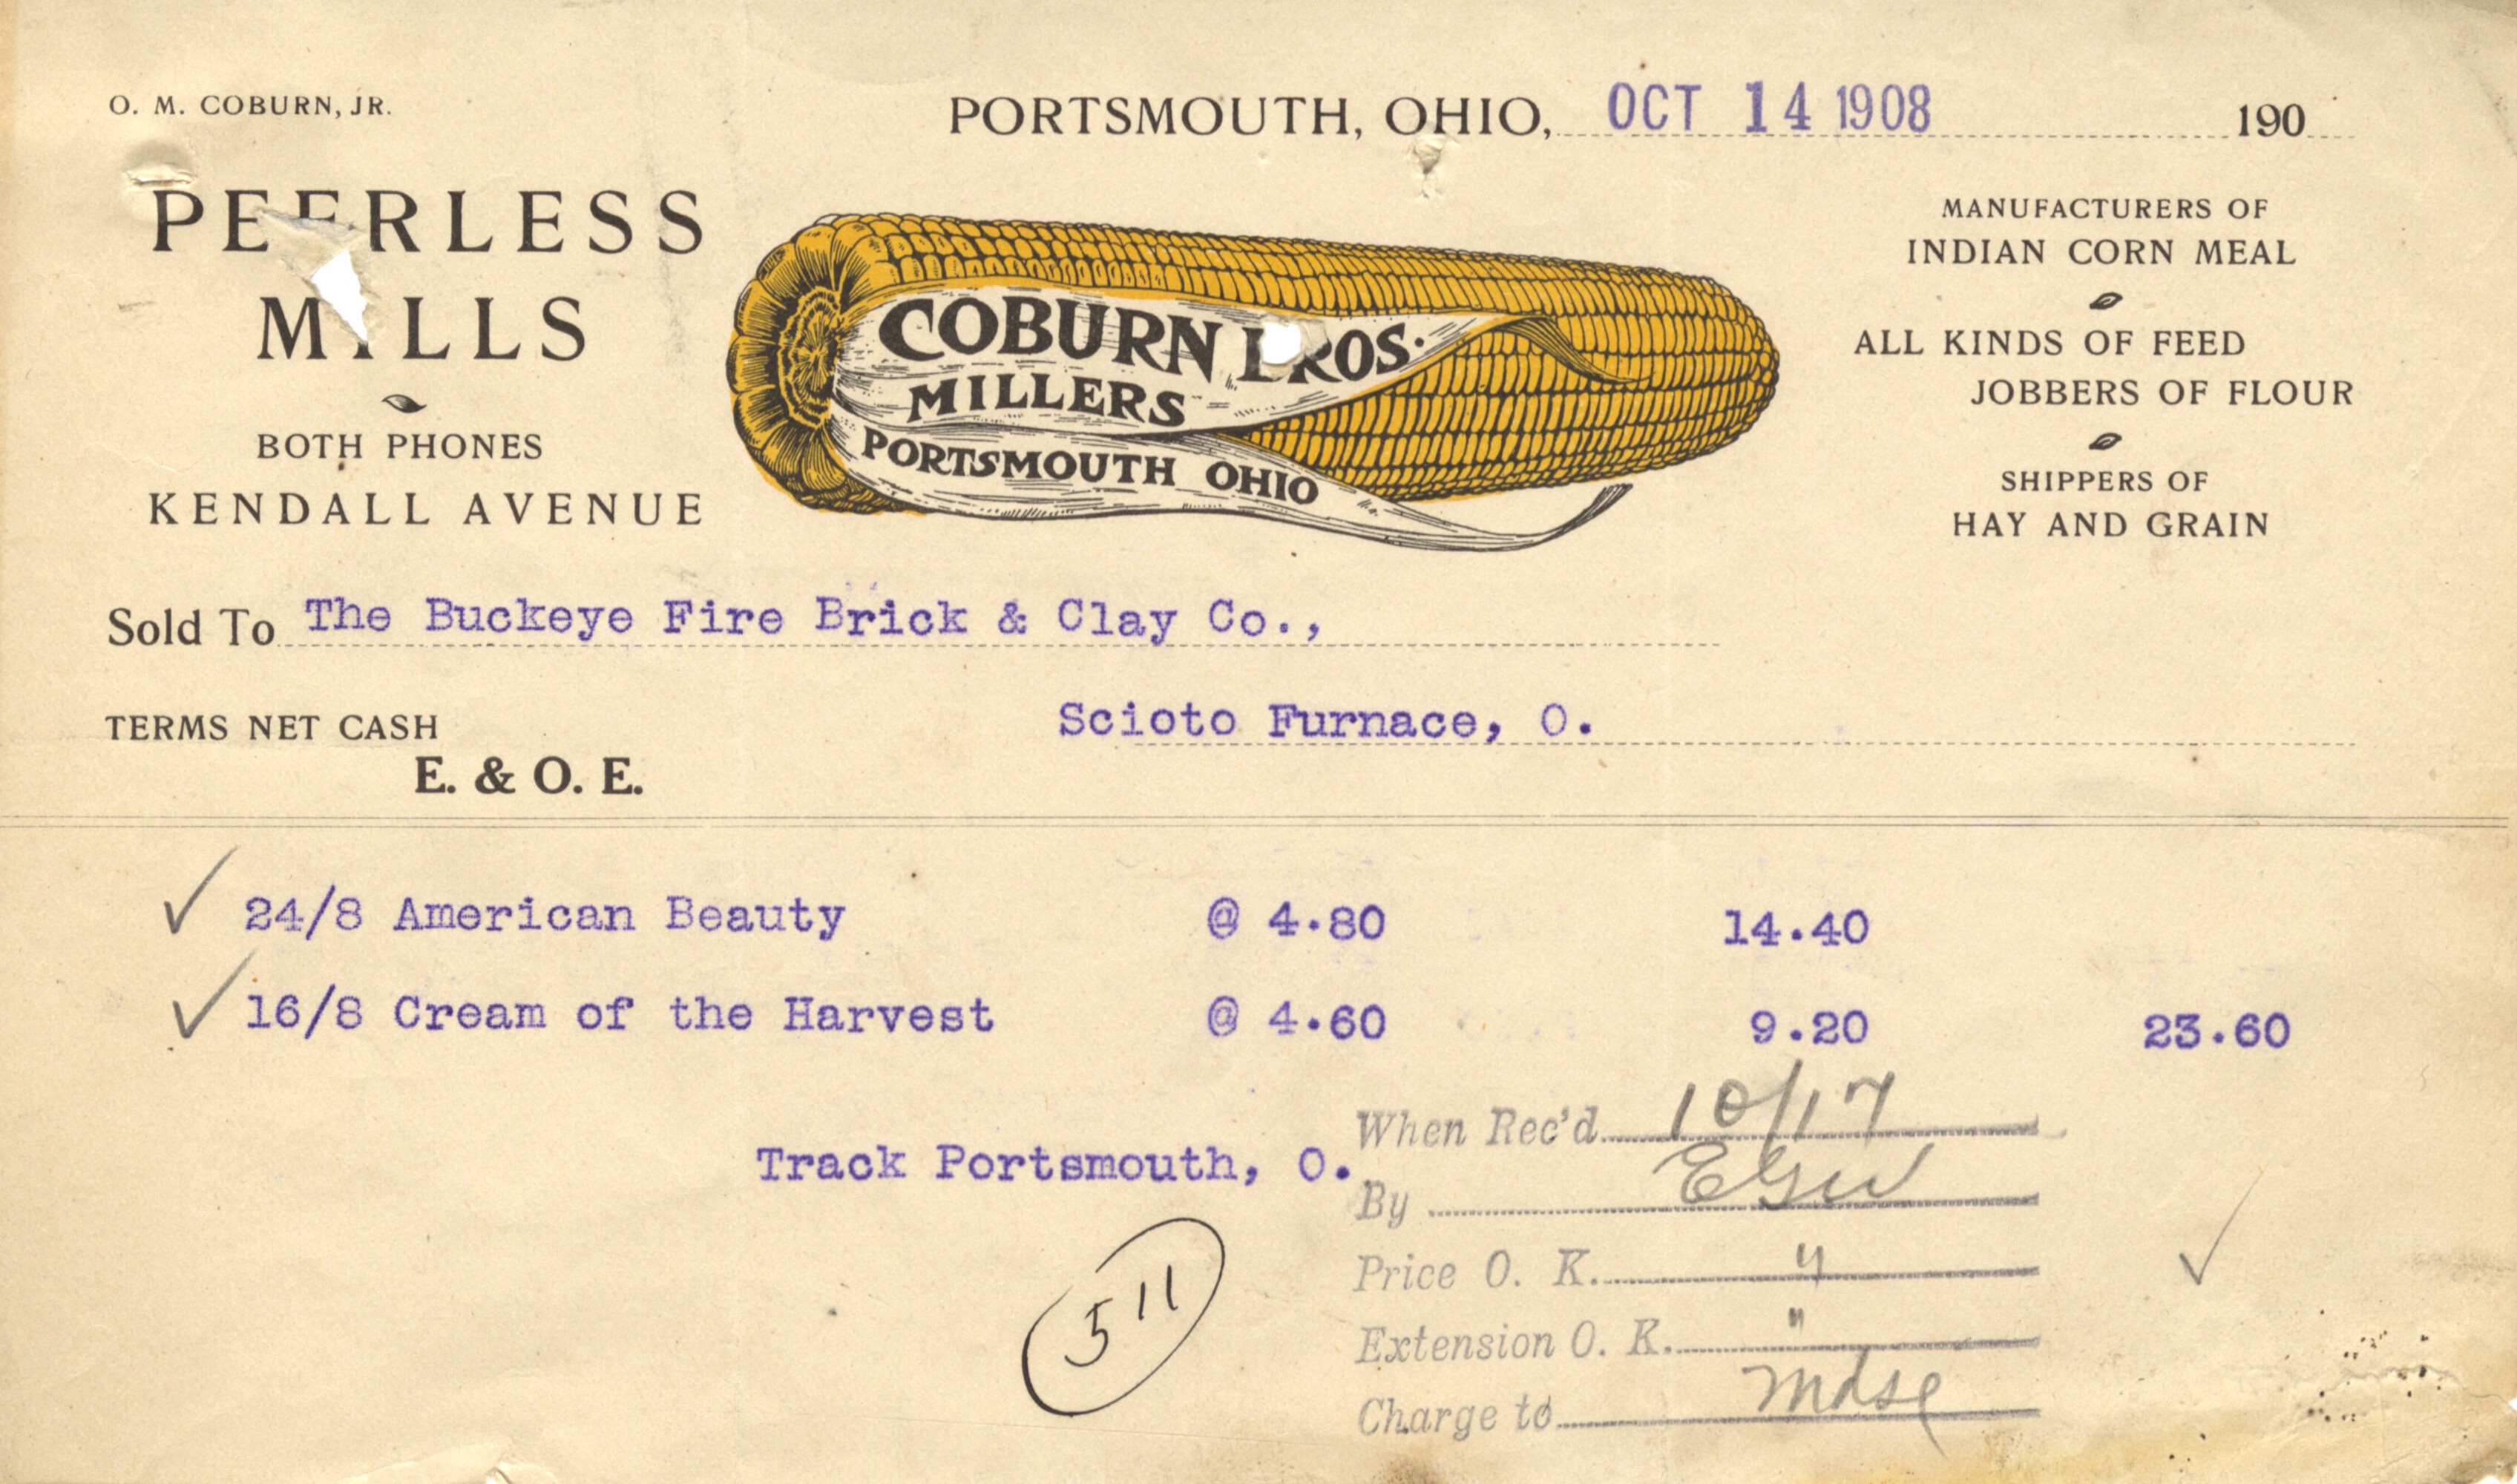 O. M. COBURN, JR.
PORTSMOUTH, OHIO, OCT 14 1908 190
PEERLESS
MILLS
BOTH PHONES
KENDALL AVENUE
COBURN BROS.
MILLERS
PORTSMOUTH OHIO
MANUFACTURERS OF
INDIAN CORN MEAL
ALL KINDS OF FEED
JOBBERS OF FLOUR
SHIPPERS OF
HAY AND GRAIN
Sold To The Buckeye Fire Brick & Clay Co.,
Scioto Furnace, O.
TERMS NET CASH
E. & O. E.
24/8 American Beauty @ 4.80 14.40
16/8 Cream of the Harvest @ 4.60 9.20 23.60
Track Portsmouth, O.
When Rec'd 10/17
By EGW
Price O. K. "
Extension O. K. "
Charge to Mdse
511